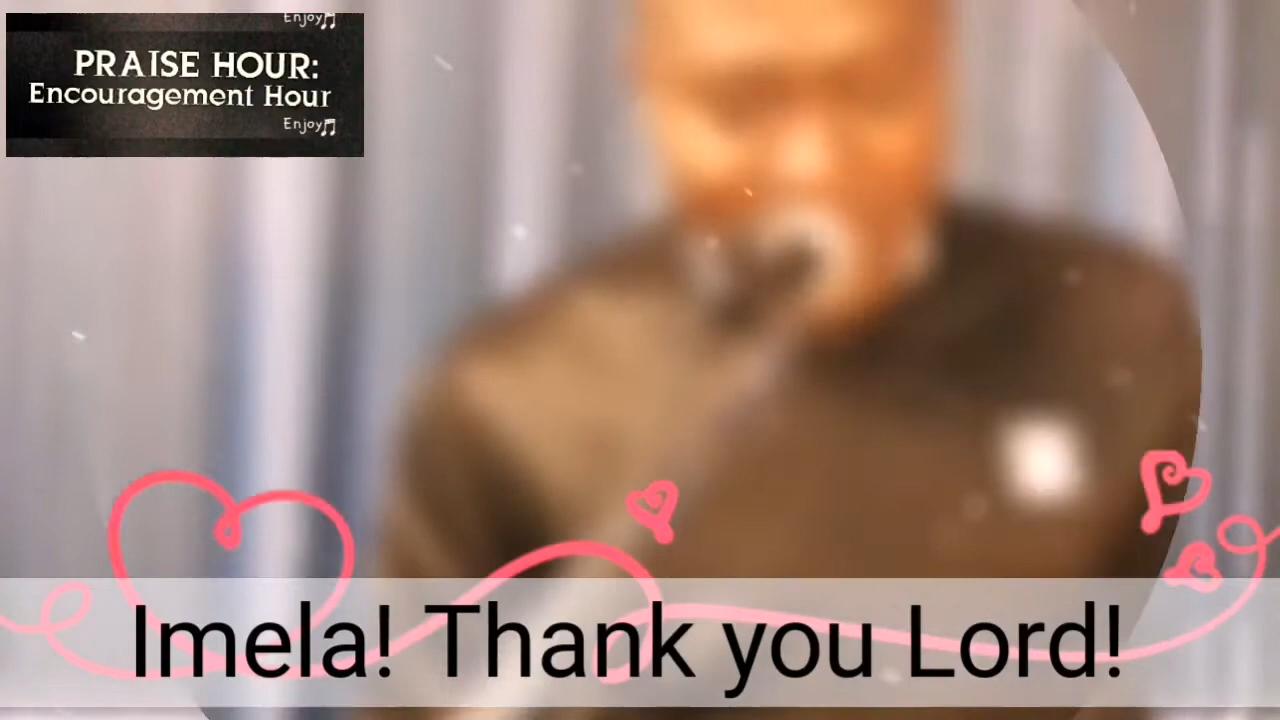 Enjoy🎵
PRAISE HOUR:
Encouragement Hour
Enjoy🎵
Imela! Thank you Lord!